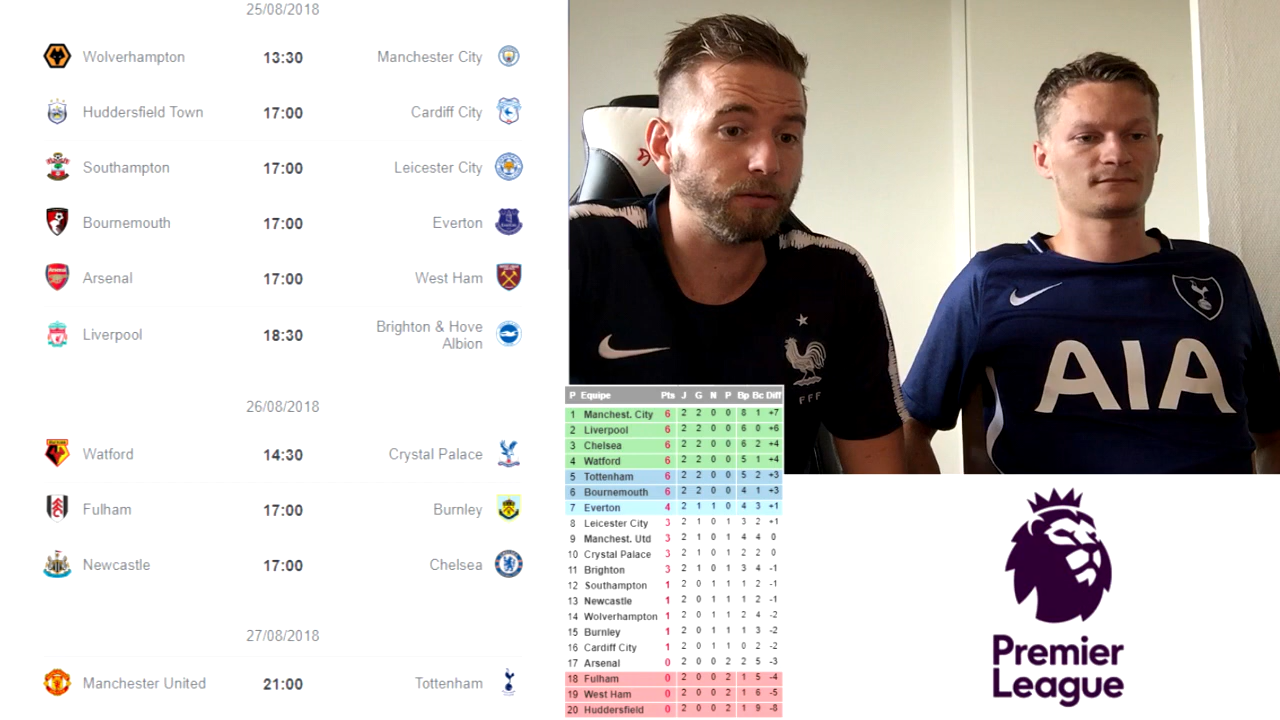 25/08/2018
Wolverhampton 13:30 Manchester City
Huddersfield Town 17:00 Cardiff City
Southampton 17:00 Leicester City
Bournemouth 17:00 Everton
Arsenal 17:00 West Ham
Liverpool 18:30 Brighton & Hove
Albion
26/08/2018
Watford 14:30 Crystal Palace
Fulham 17:00 Burnley
Newcastle 17:00 Chelsea
27/08/2018
Manchester United 21:00 Tottenham
FFF
AIA
P Equipe Pts J G N P Bp Bc Diff
1 Manchest. City 6 2 2 0 0 8 1 +7
2 Liverpool 6 2 2 0 0 6 0 +6
3 Chelsea 6 2 2 0 0 6 2 +4
4 Watford 6 2 2 0 0 5 1 +4
5 Tottenham 6 2 2 0 0 5 2 +3
6 Bournemouth 6 2 2 0 0 4 1 +3
7 Everton 4 2 1 1 0 4 3 +1
8 Leicester City 3 2 1 0 1 3 2 +1
9 Manchest. Utd 3 2 1 0 1 4 4 0
10 Crystal Palace 3 2 1 0 1 2 2 0
11 Brighton 3 2 1 0 1 3 4 -1
12 Southampton 1 2 0 1 1 1 2 -1
13 Newcastle 1 2 0 1 1 1 2 -1
14 Wolverhampton 1 2 0 1 1 2 4 -2
15 Burnley 1 2 0 1 1 1 3 -2
16 Cardiff City 1 2 0 1 1 0 2 -2
17 Arsenal 0 2 0 0 2 2 5 -3
18 Fulham 0 2 0 0 2 1 5 -4
19 West Ham 0 2 0 0 2 1 6 -5
20 Huddersfield 0 2 0 0 2 1 9 -8
Premier
League